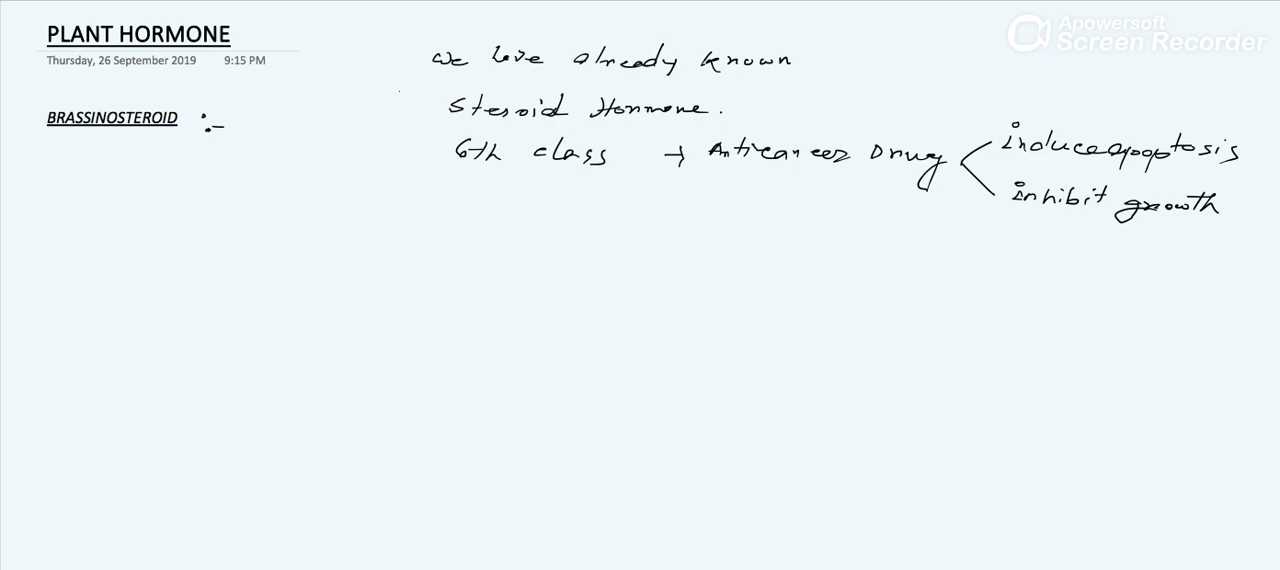 PLANT HORMONE
Thursday, 26 September 2019 9:15 PM
Apowersoft
Screen Recorder
BRASSINOSTEROID :-
we have already known
steroid Hormone.
6th class → Anticancer Drug
induce apoptosis
inhibit growth